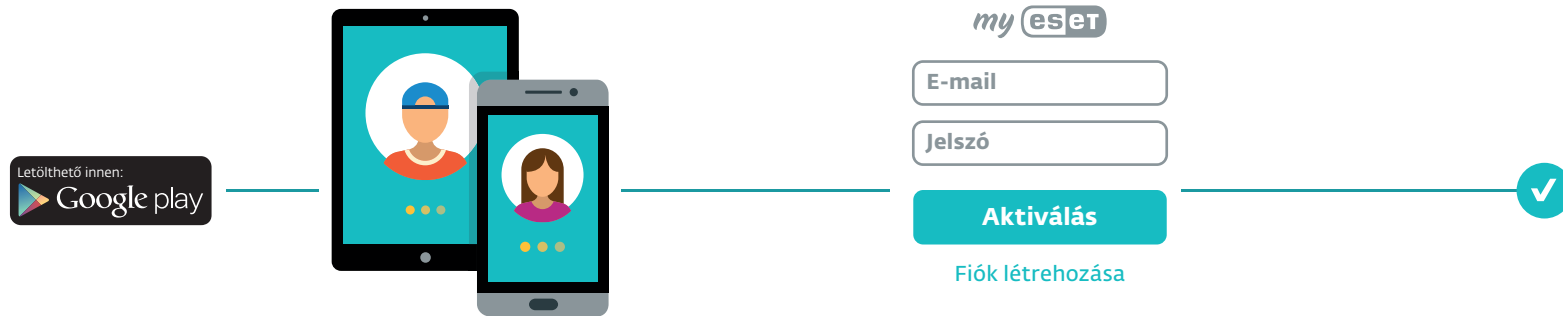 Letölthető innen:
Google play
my eset
E-mail
Jelszó
Aktiválás
Fiók létrehozása